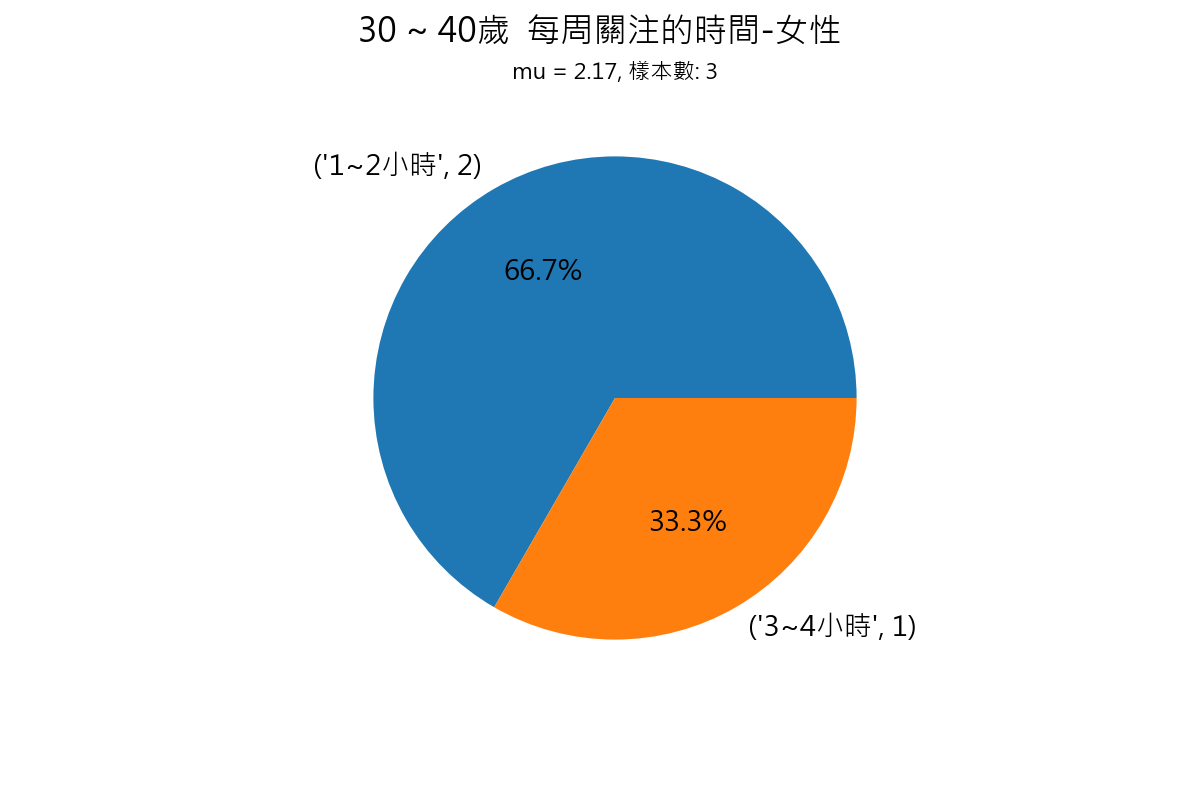 30 ~ 40歲  每周關注的時間-女性
mu = 2.17, 樣本數: 3
('1~2小時', 2)
66.7%
33.3%
('3~4小時', 1)